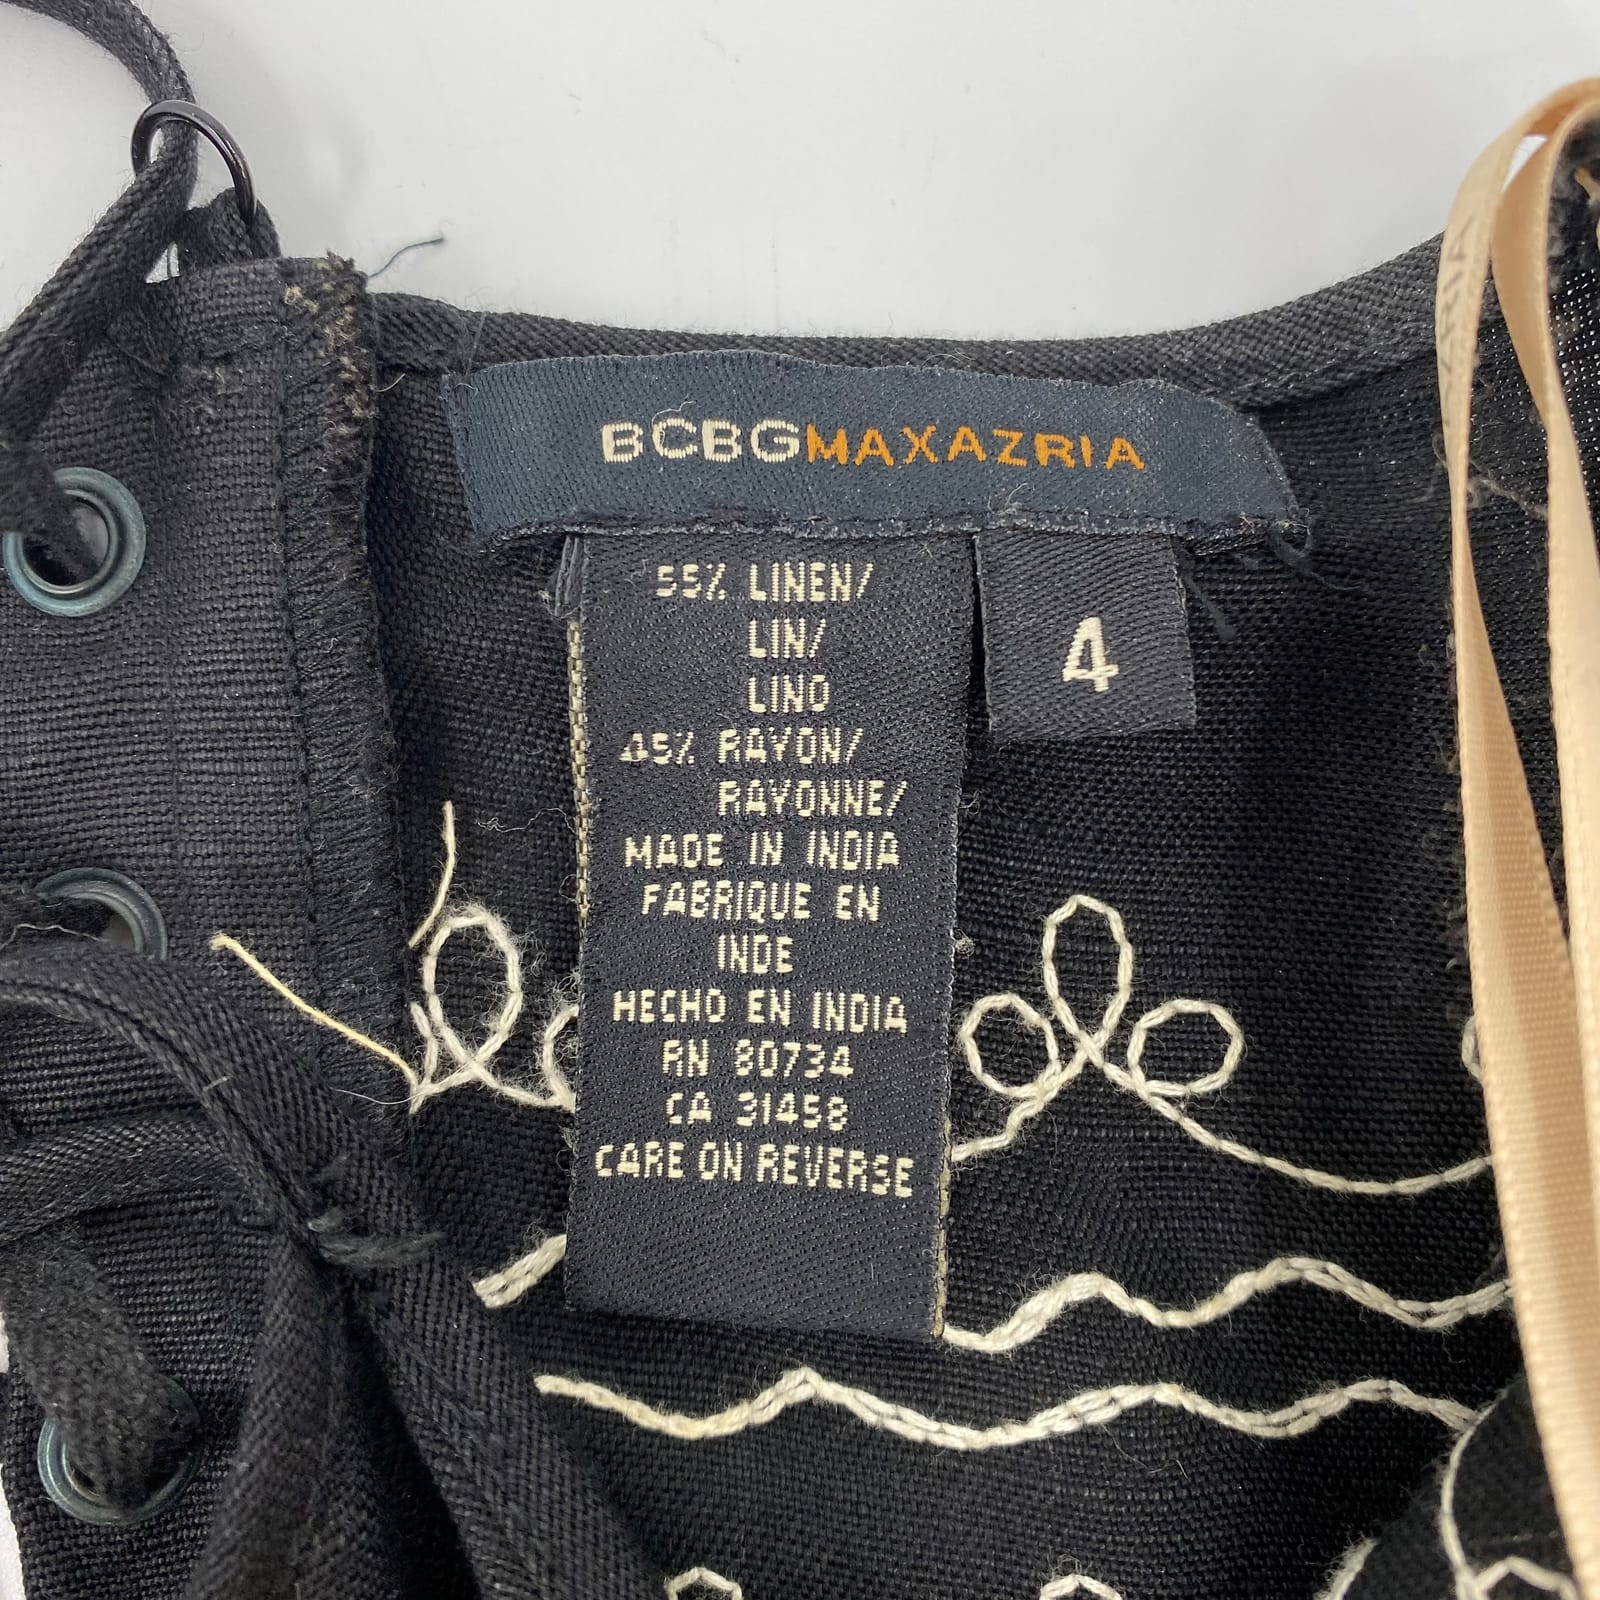 BCBGMAXAZRIA
55% LINEN/
LIN/
LINO
45% RAYON/
RAYONNE/
MADE IN INDIA
FABRIQUE EN
INDE
HECHO EN INDIA
RN 80734
CA 31458
CARE ON REVERSE
4